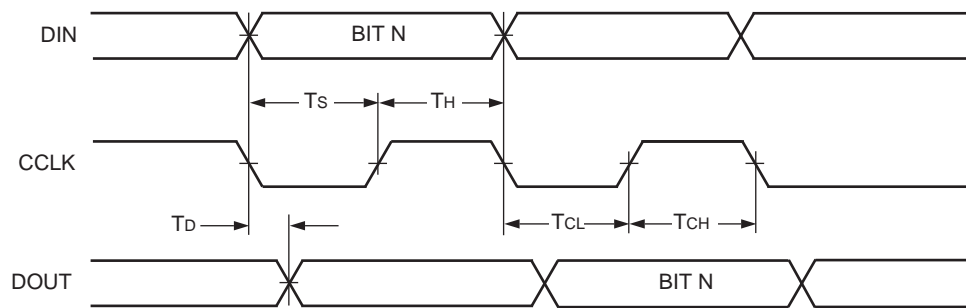 DIN
BIT N
TS
TH
CCLK
TD
TCL
TCH
DOUT
BIT N